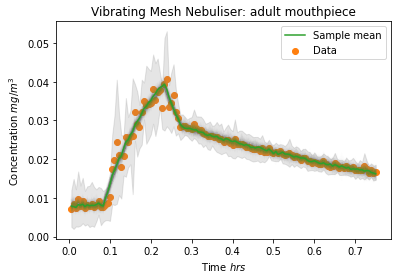 Vibrating Mesh Nebuliser: adult mouthpiece
Sample mean
Data
Concentration mg/m³
0.05
0.04
0.03
0.02
0.01
0.00
0.0 0.1 0.2 0.3 0.4 0.5 0.6 0.7
Time hrs